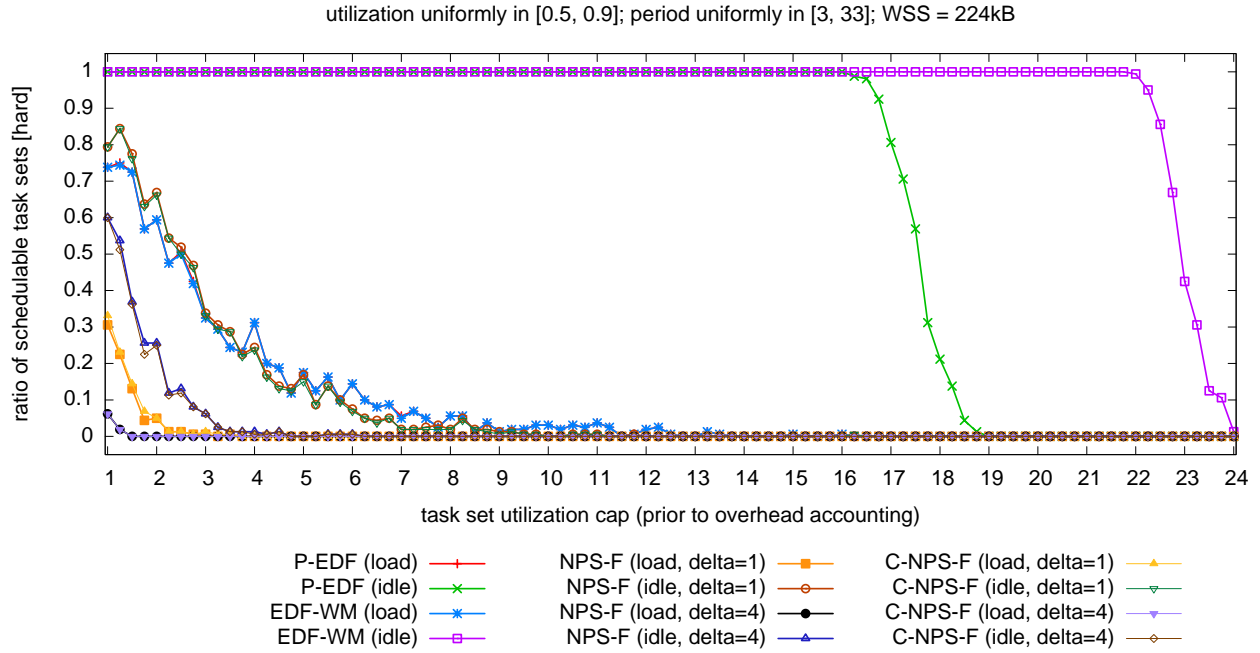 utilization uniformly in [0.5, 0.9]; period uniformly in [3, 33]; WSS = 224kB
ratio of schedulable task sets [hard]
1
0.9
0.8
0.7
0.6
0.5
0.4
0.3
0.2
0.1
0
1 2 3 4 5 6 7 8 9 10 11 12 13 14 15 16 17 18 19 20 21 22 23 24
task set utilization cap (prior to overhead accounting)
P-EDF (load) NPS-F (load, delta=1) C-NPS-F (load, delta=1)
P-EDF (idle) NPS-F (idle, delta=1) C-NPS-F (idle, delta=1)
EDF-WM (load) NPS-F (load, delta=4) C-NPS-F (load, delta=4)
EDF-WM (idle) NPS-F (idle, delta=4) C-NPS-F (idle, delta=4)